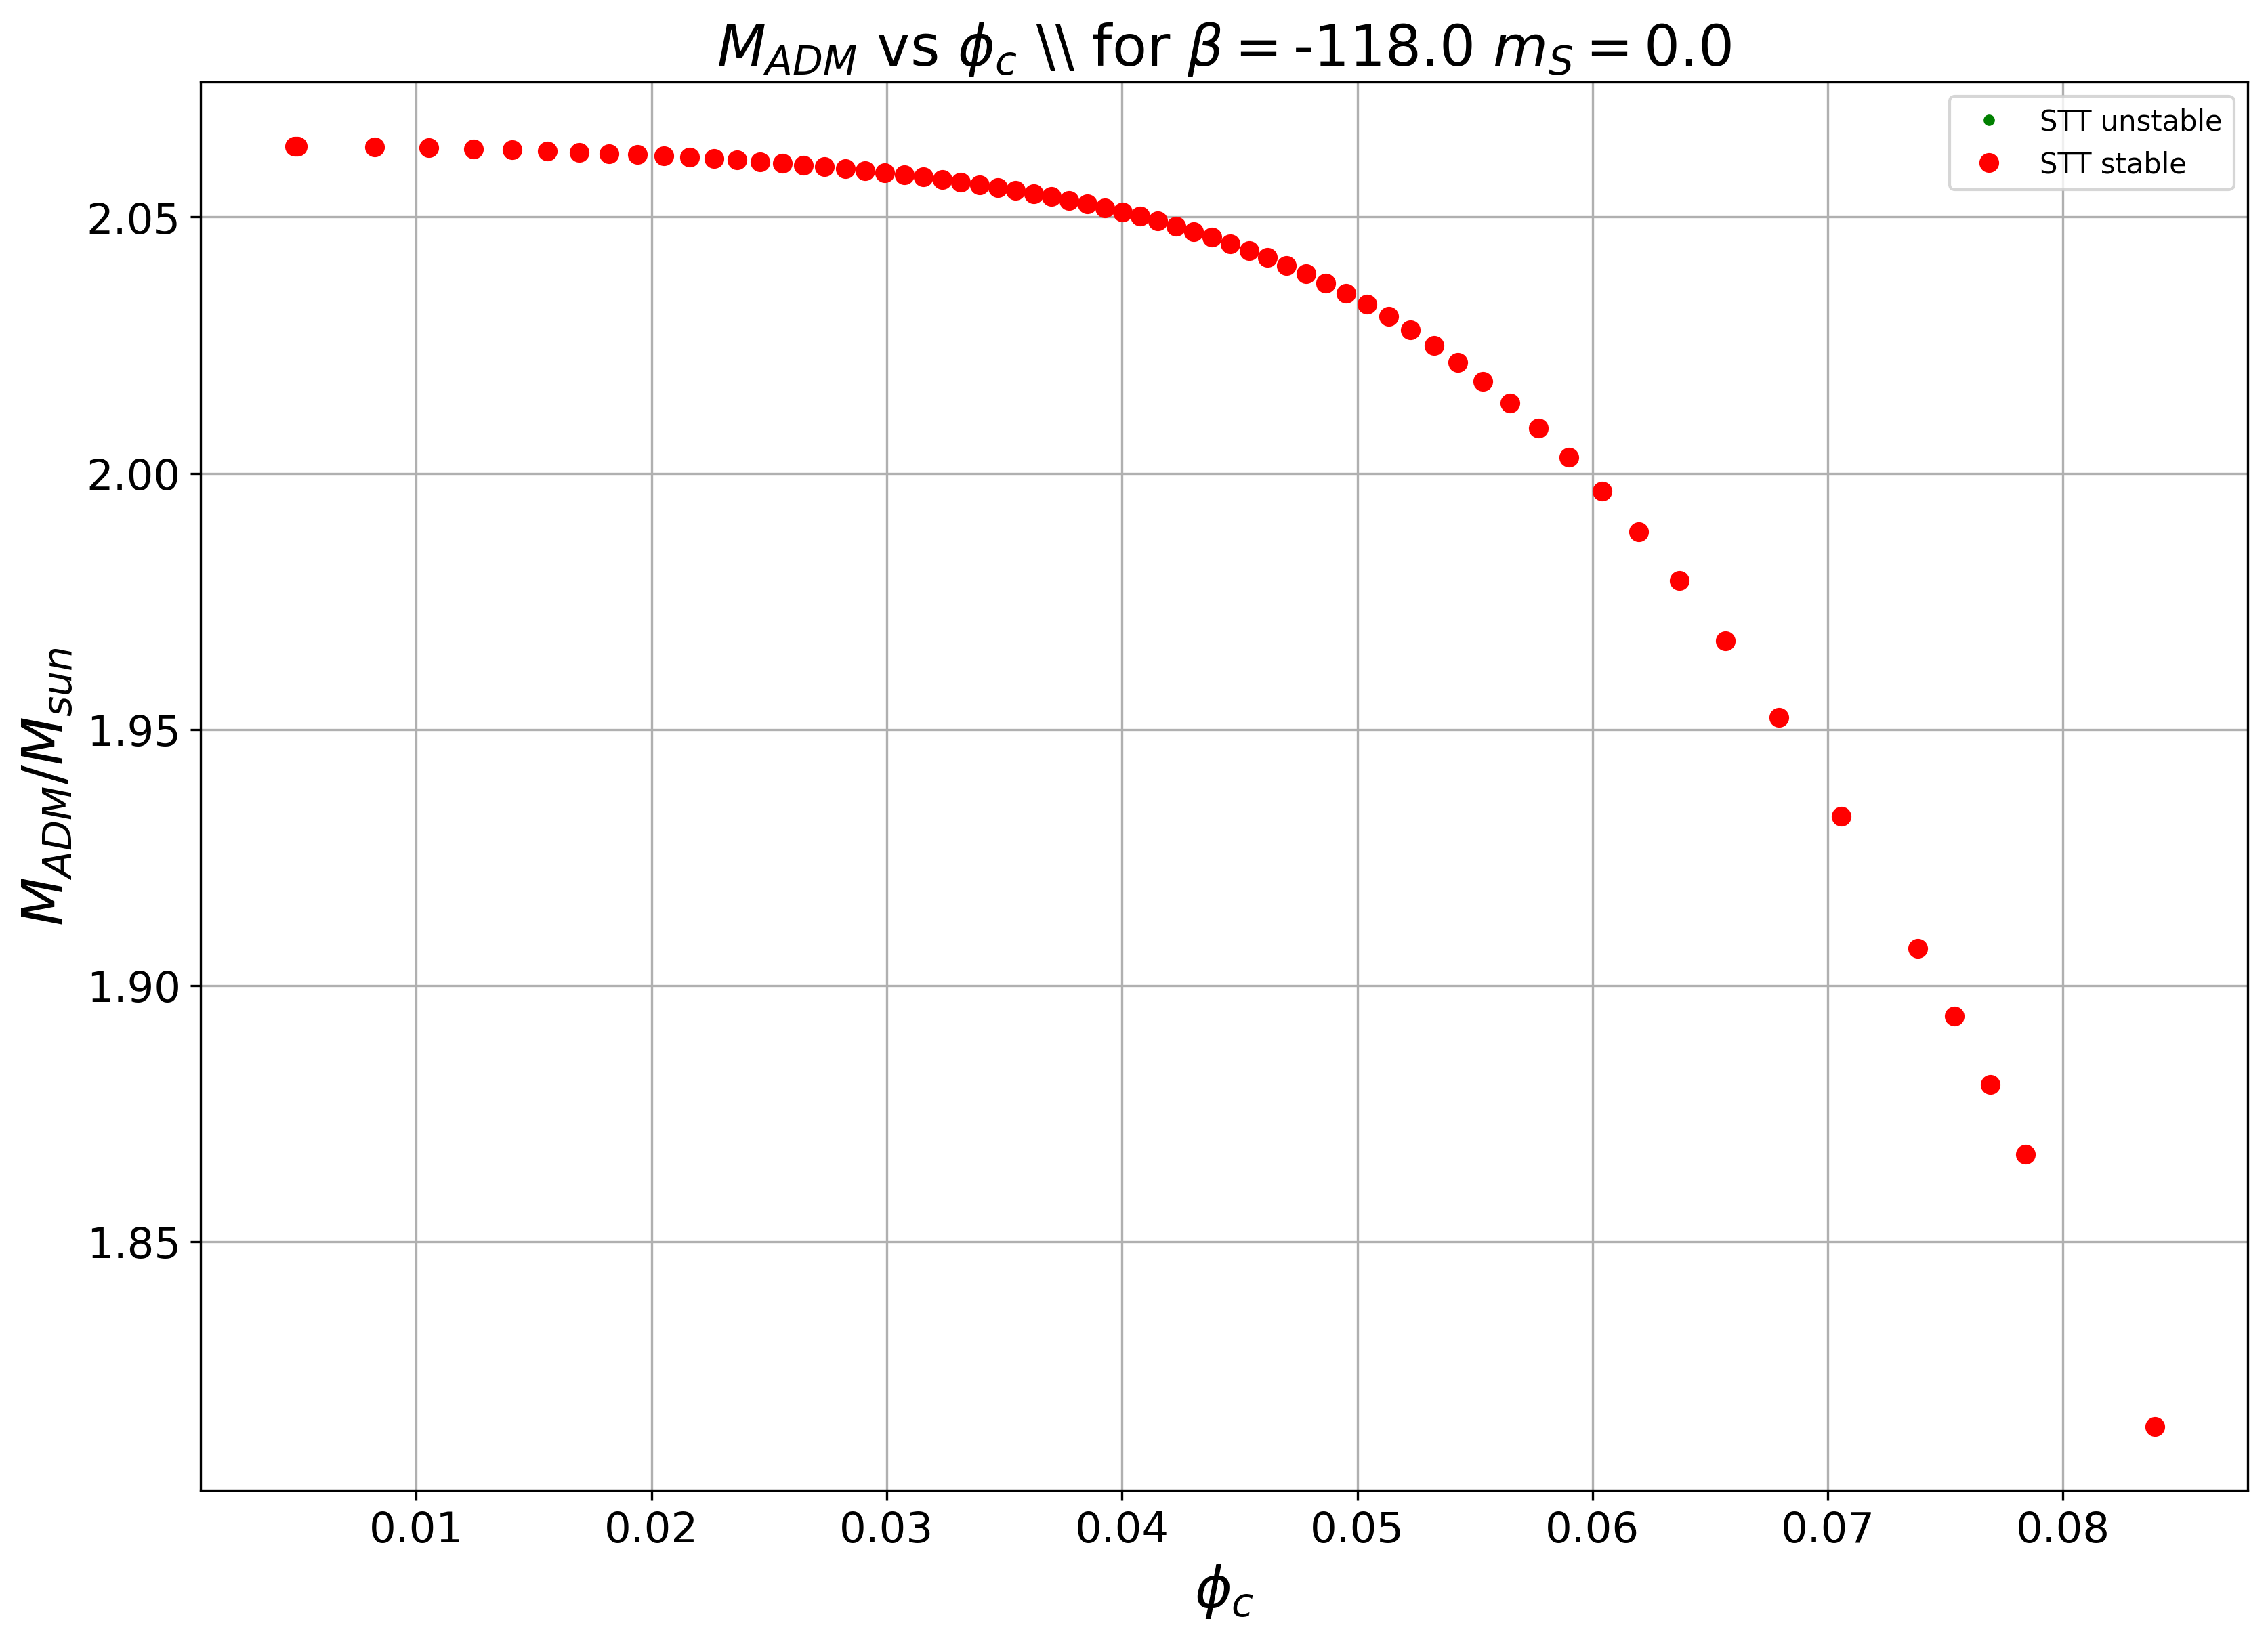 M_ADM vs ϕ_c \\ for β = -118.0 m_S = 0.0
STT unstable
STT stable
M_ADM/M_sun
2.05
2.00
1.95
1.90
1.85
0.01 0.02 0.03 0.04 0.05 0.06 0.07 0.08
ϕ_c